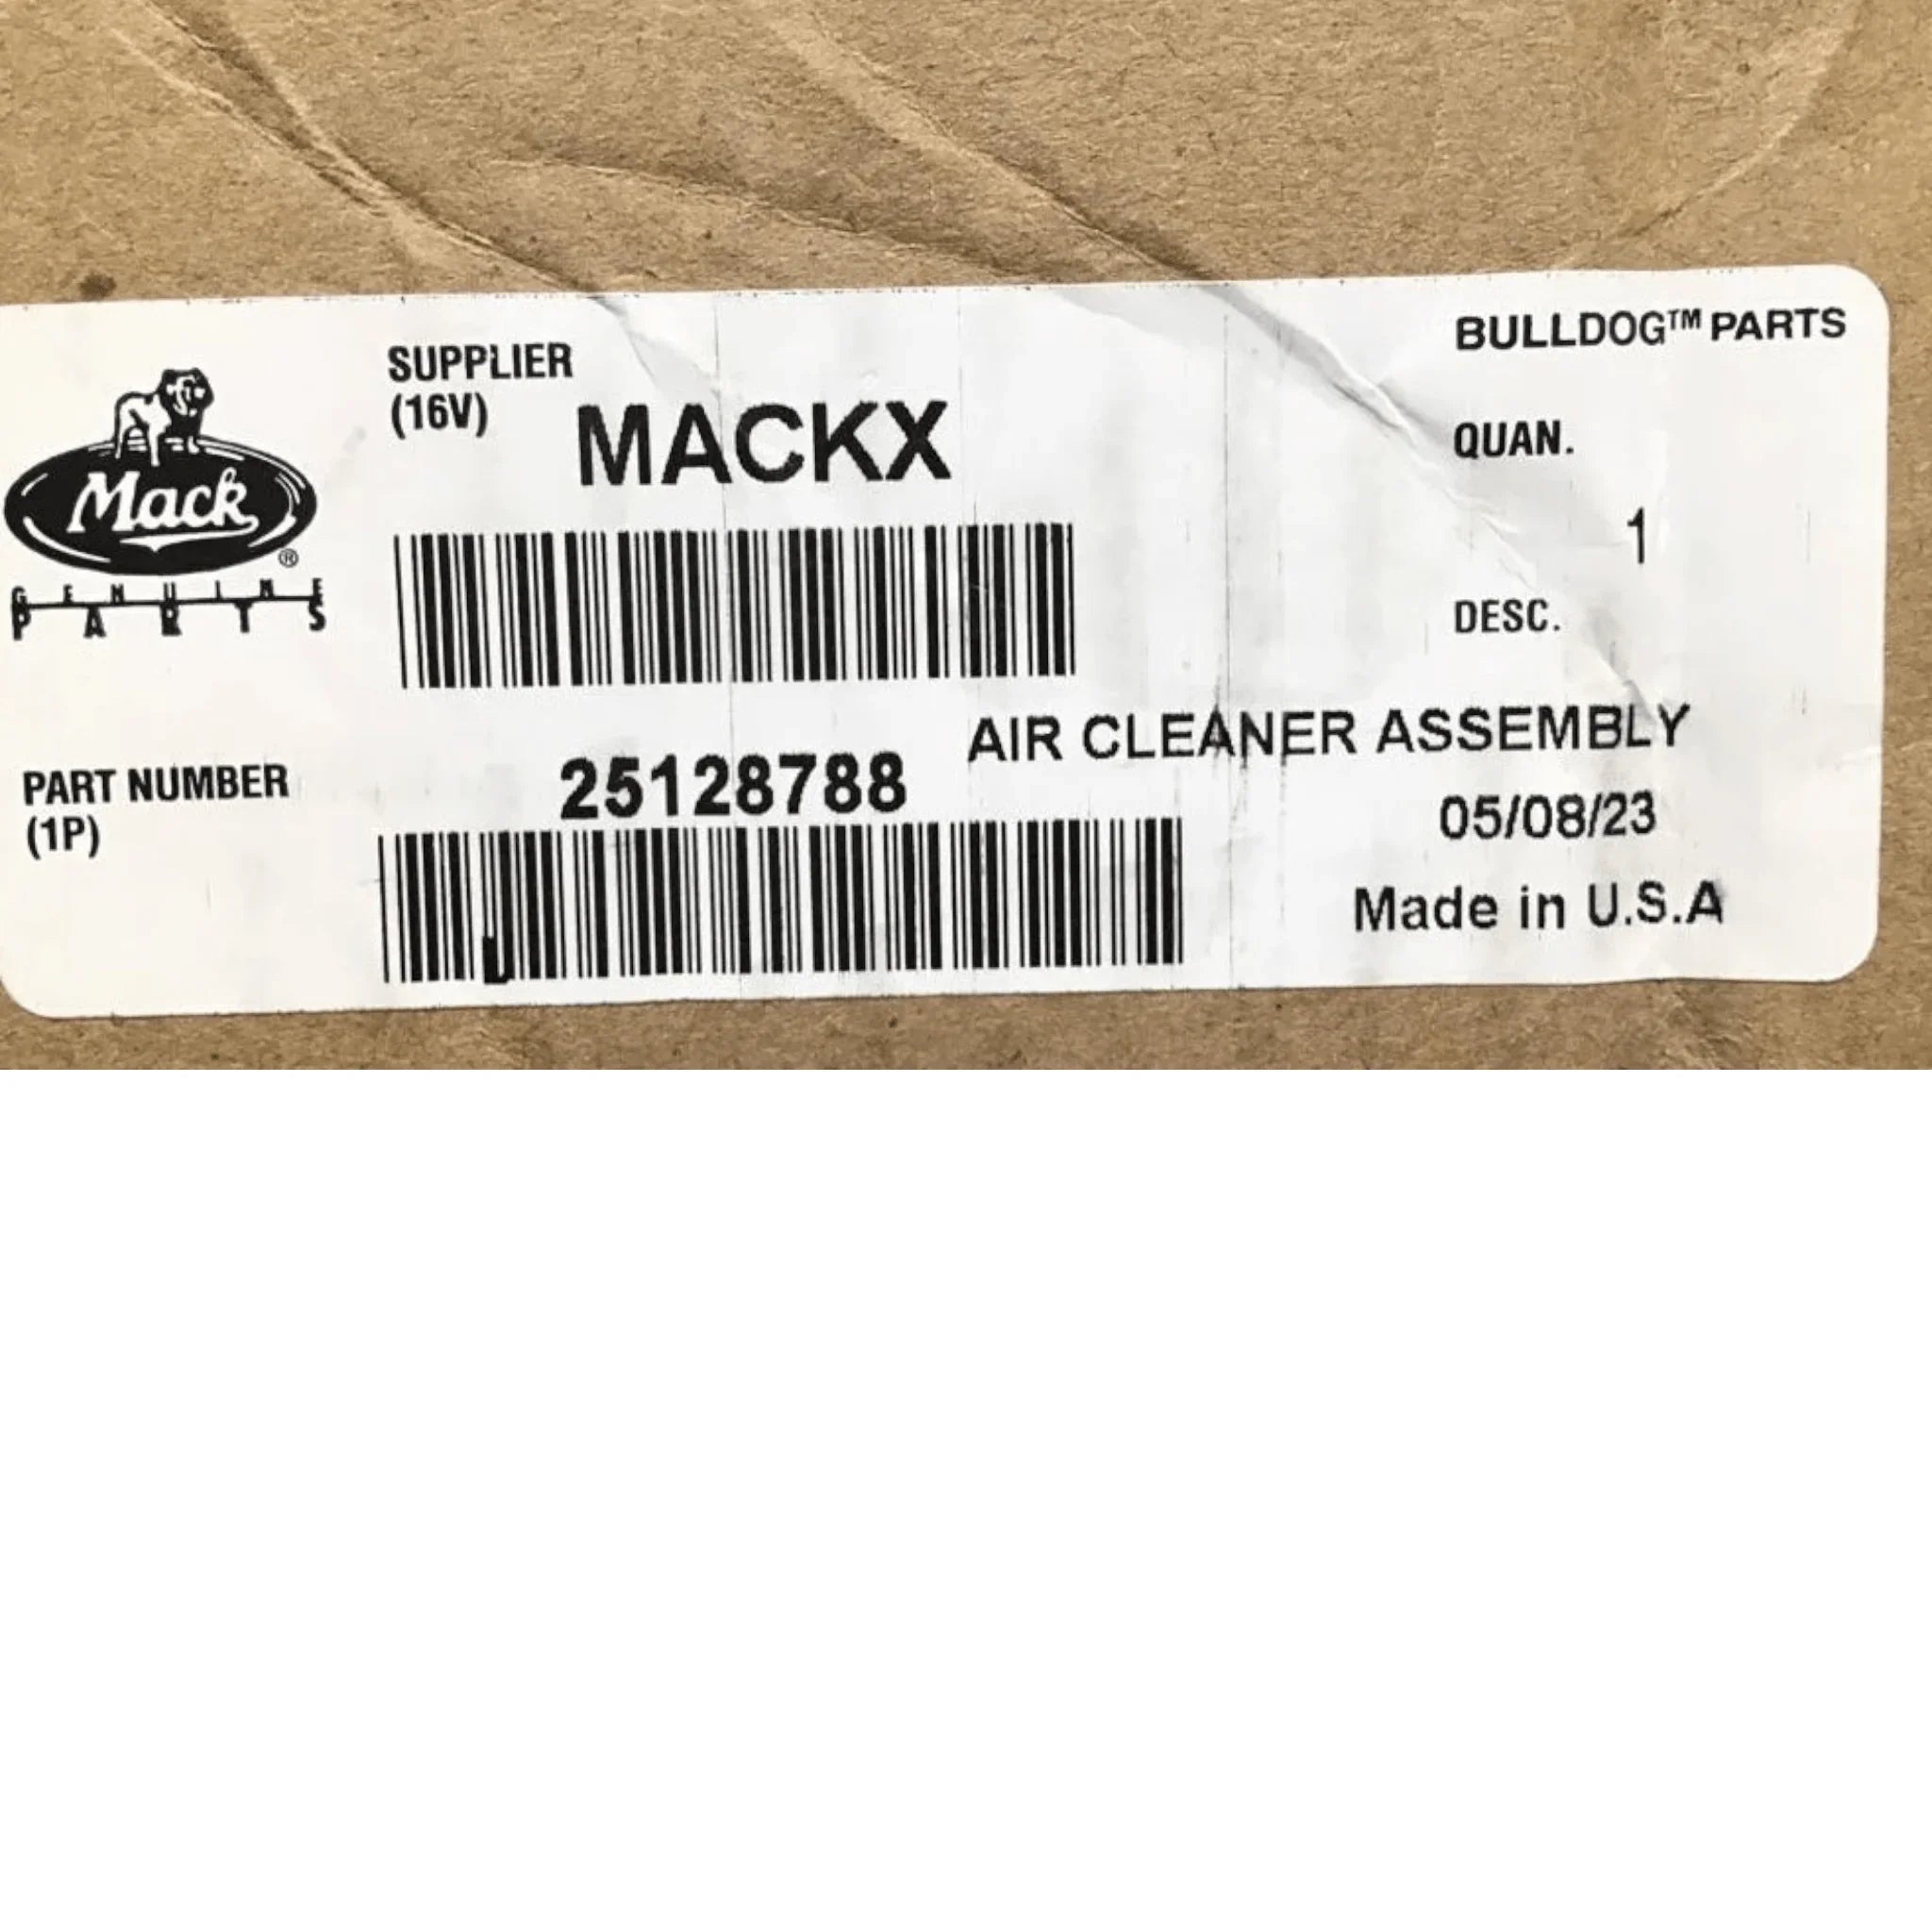 BULLDOG™ PARTS
SUPPLIER
(16V)
MACKX
QUAN.
1
Mack
®
GENUINE
PARTS
DESC.
AIR CLEANER ASSEMBLY
PART NUMBER
(1P)
25128788
05/08/23
Made in U.S.A